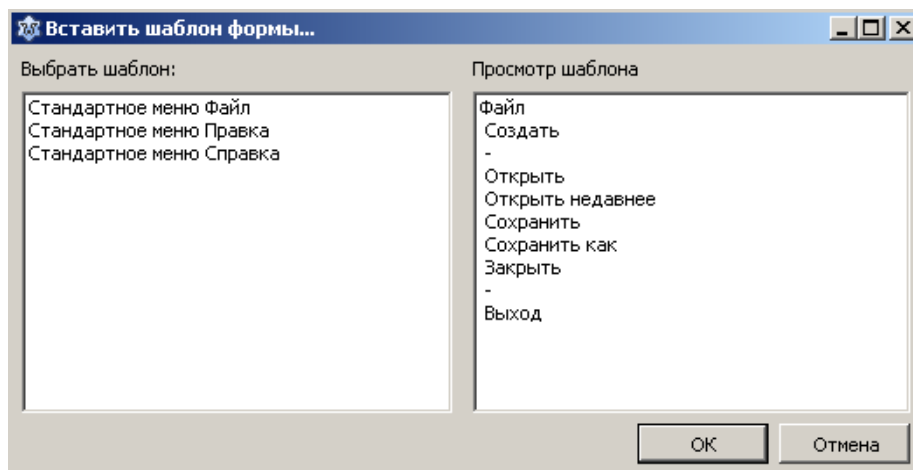 Вставить шаблон формы...
Выбрать шаблон:
Стандартное меню Файл
Стандартное меню Правка
Стандартное меню Справка
Просмотр шаблона
Файл
Создать
-
Открыть
Открыть недавнее
Сохранить
Сохранить как
Закрыть
-
Выход
OK
Отмена